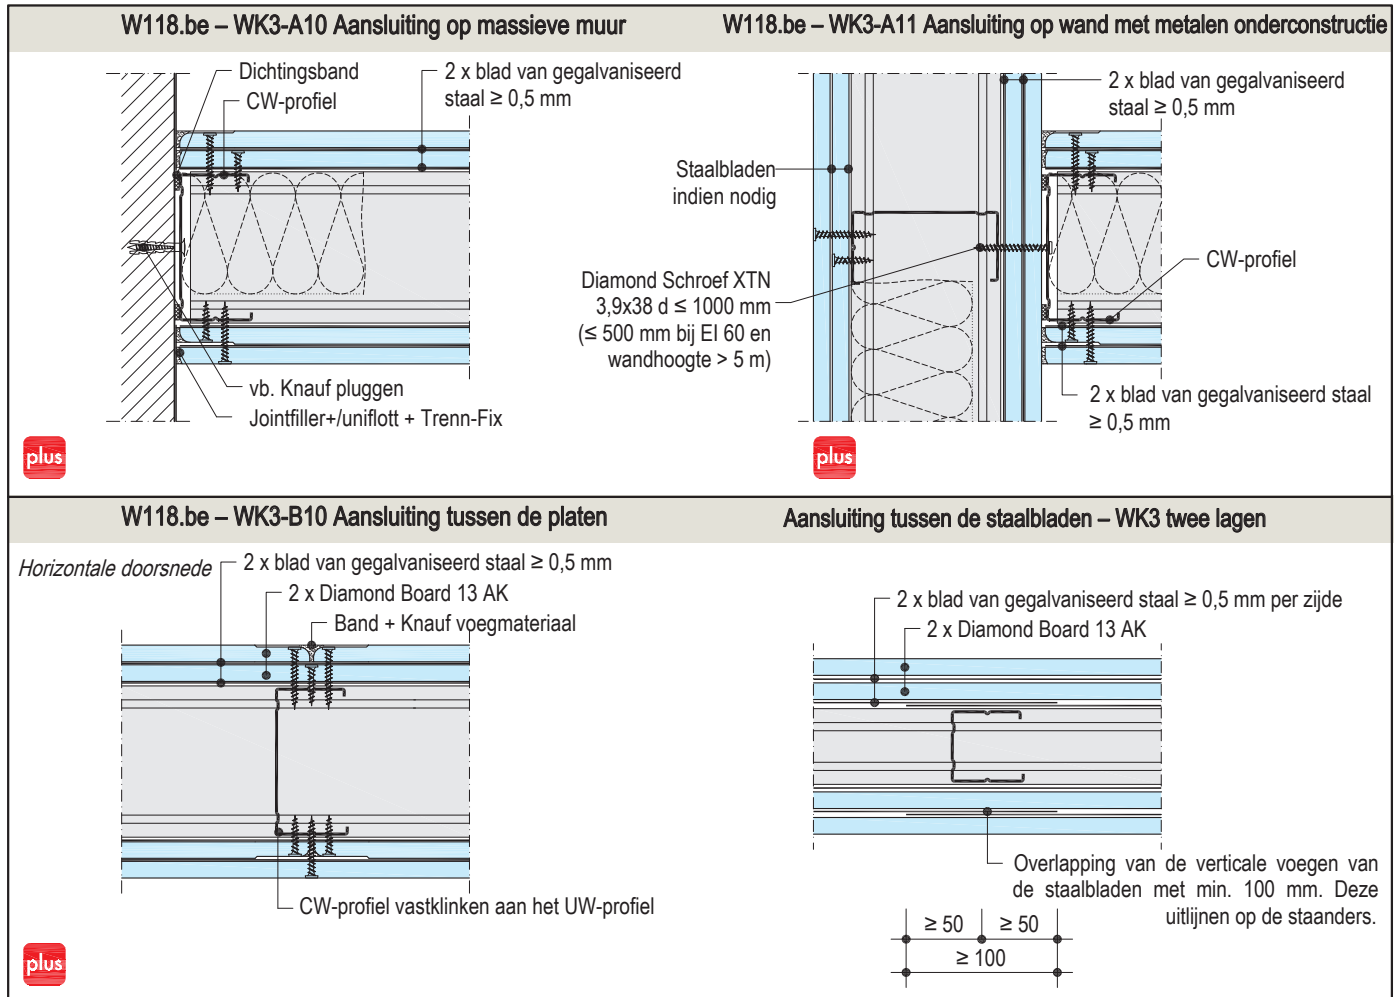 W118.be – WK3-A10 Aansluiting op massieve muur
Dichtingsband
CW-profiel
2 x blad van gegalvaniseerd
staal ≥ 0,5 mm
vb. Knauf pluggen
Jointfiller+/uniflott + Trenn-Fix
plus
W118.be – WK3-A11 Aansluiting op wand met metalen onderconstructie
2 x blad van gegalvaniseerd
staal ≥ 0,5 mm
Staalbladen
indien nodig
CW-profiel
Diamond Schroef XTN
3,9x38 d ≤ 1000 mm
(≤ 500 mm bij EI 60 en
wandhoogte > 5 m)
2 x blad van gegalvaniseerd staal
≥ 0,5 mm
plus
W118.be – WK3-B10 Aansluiting tussen de platen
Horizontale doorsnede
2 x blad van gegalvaniseerd staal ≥ 0,5 mm
2 x Diamond Board 13 AK
Band + Knauf voegmateriaal
CW-profiel vastklinken aan het UW-profiel
plus
Aansluiting tussen de staalbladen – WK3 twee lagen
2 x blad van gegalvaniseerd staal ≥ 0,5 mm per zijde
2 x Diamond Board 13 AK
Overlapping van de verticale voegen van
de staalbladen met min. 100 mm. Deze
uitlijnen op de staanders.
≥ 50 ≥ 50
≥ 100